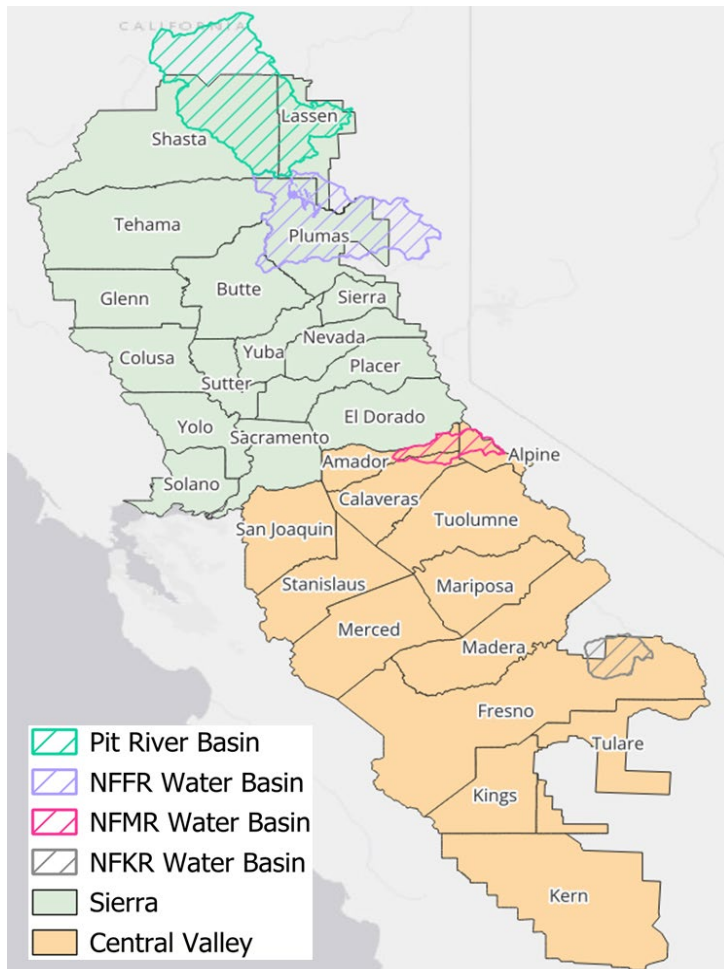 CALIFORNIA
Lassen
Shasta
Tehama
Plumas
Butte
Glenn
Sierra
Nevada
Colusa
Yuba
Placer
Sutter
El Dorado
Yolo
Sacramento
Amador
Alpine
Solano
Calaveras
Tuolumne
San Joaquin
Stanislaus
Mariposa
Merced
Madera
Fresno
Tulare
Kings
Kern
Pit River Basin
NFFR Water Basin
NFMR Water Basin
NFKR Water Basin
Sierra
Central Valley